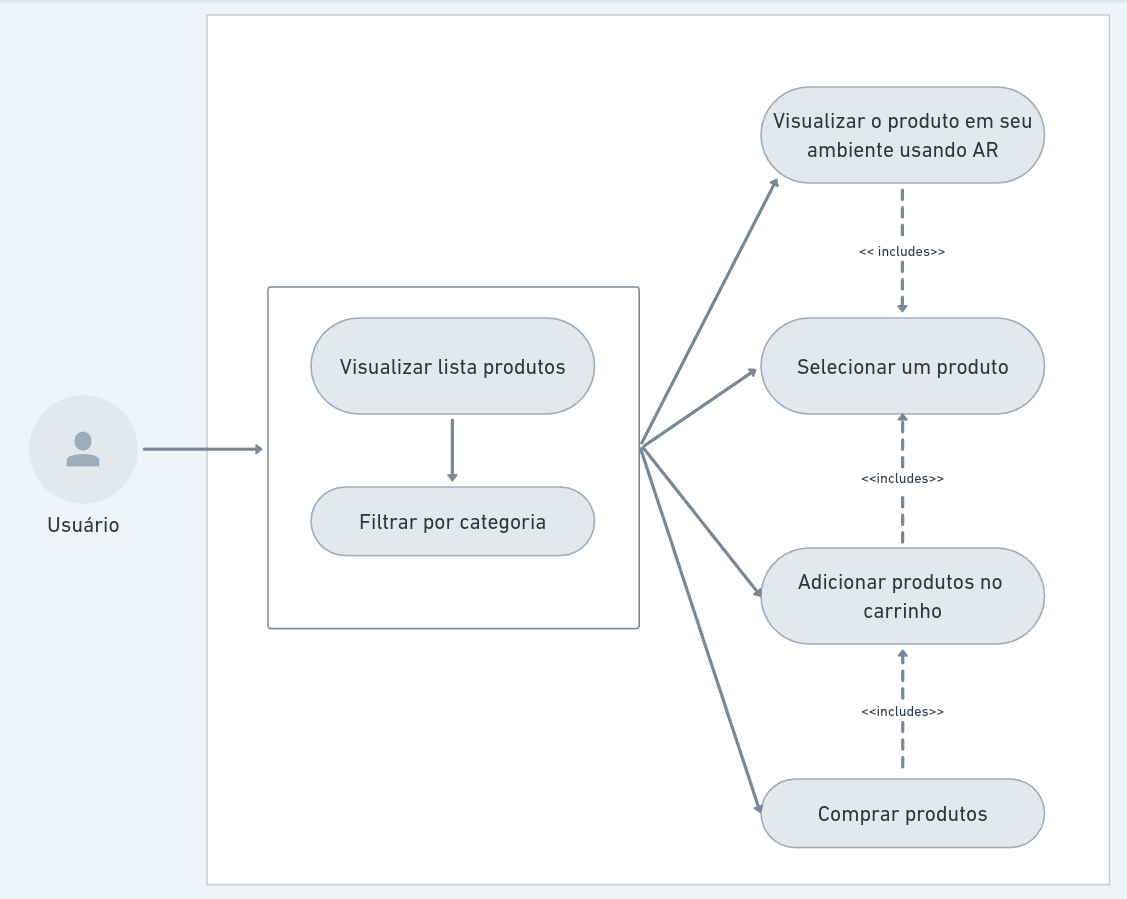 Visualizar o produto em seu
ambiente usando AR
<< includes>>
Visualizar lista produtos
Selecionar um produto
<<includes>>
Filtrar por categoria
Usuário
Adicionar produtos no
carrinho
<<includes>>
Comprar produtos